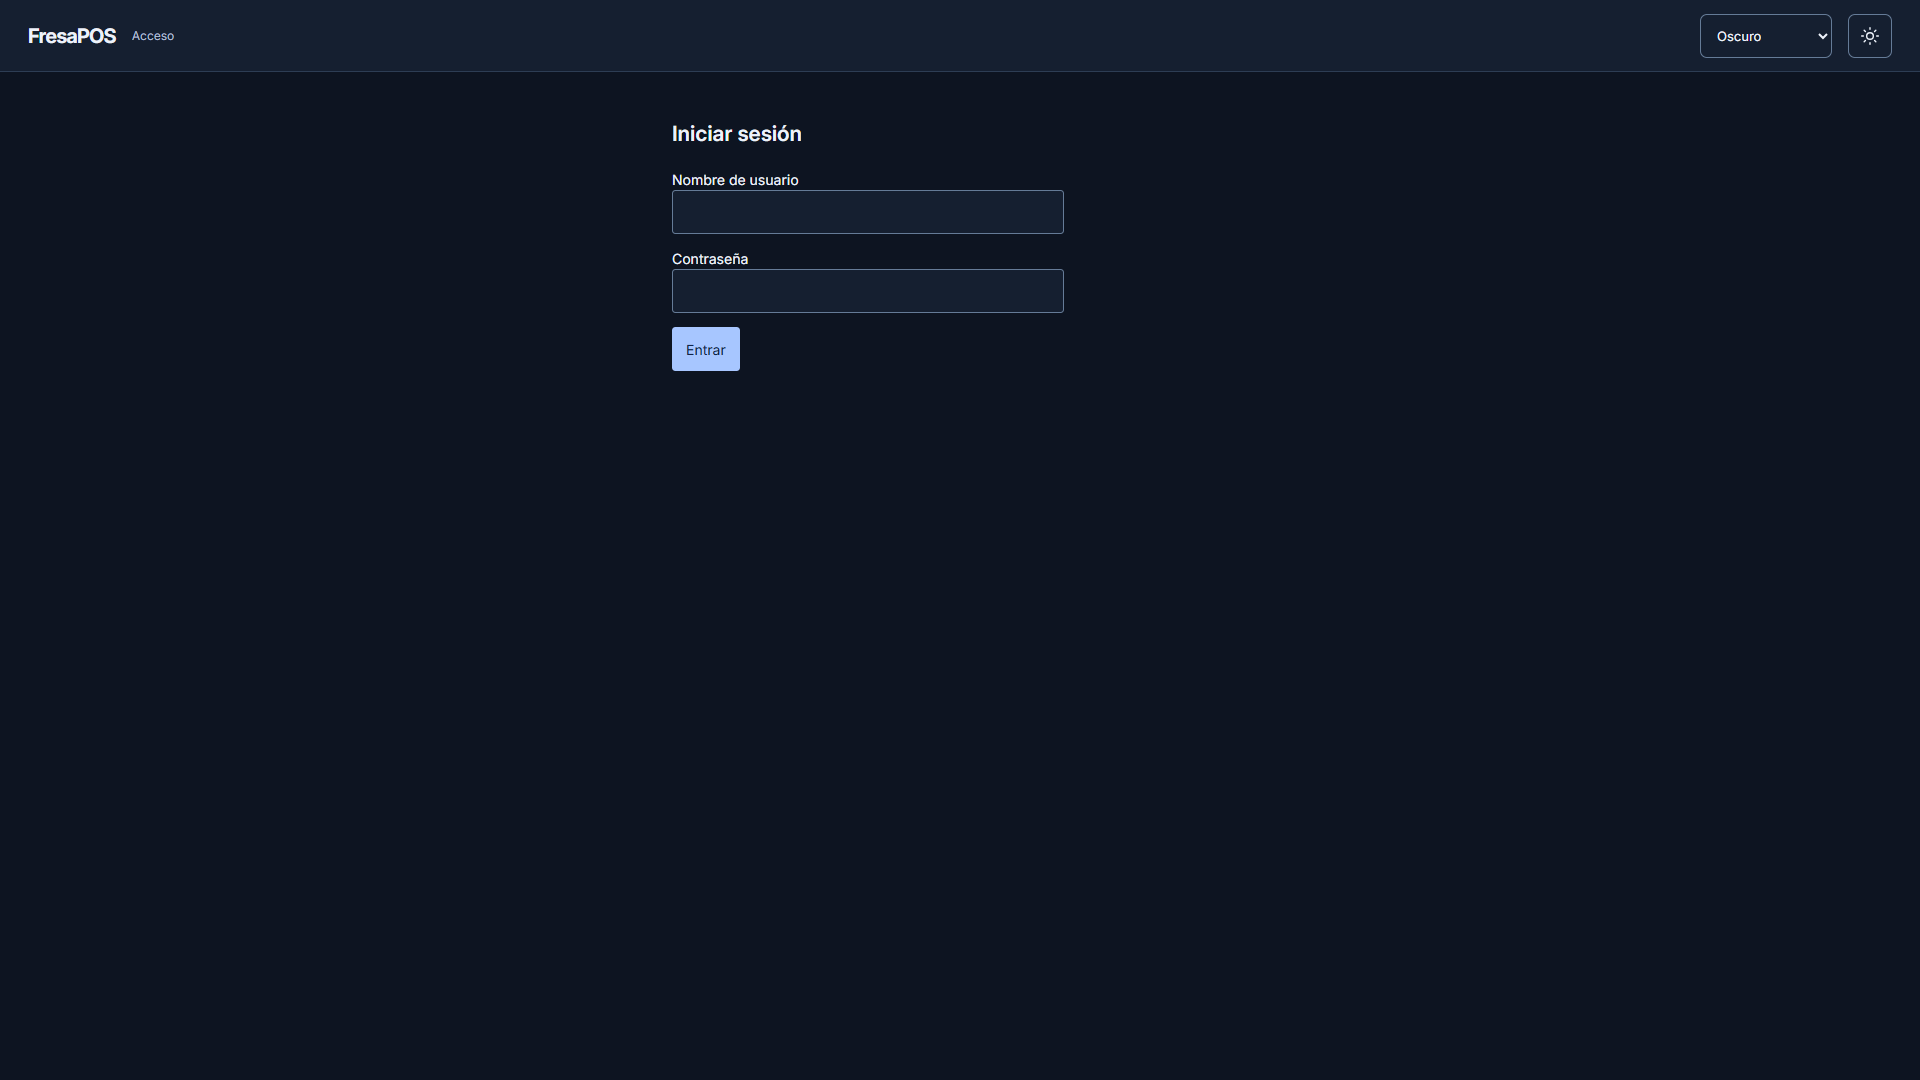 FresaPOS Acceso Oscuro
Iniciar sesión
Nombre de usuario
Contraseña
Entrar